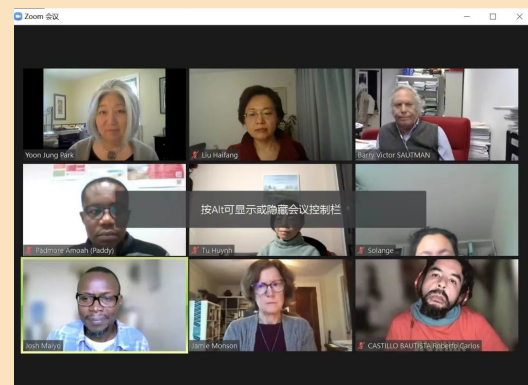 Zoom 会议
Yoon Jung Park
Liu Haifang
Barry Victor SAUTMAN
按Alt可显示或隐藏会议控制栏
Padmore Amoah (Paddy)
Tu Huynh
Solange
Josh Maiyo
Jamie Monson
CASTILLO BAUTISTA Roberto Carlos